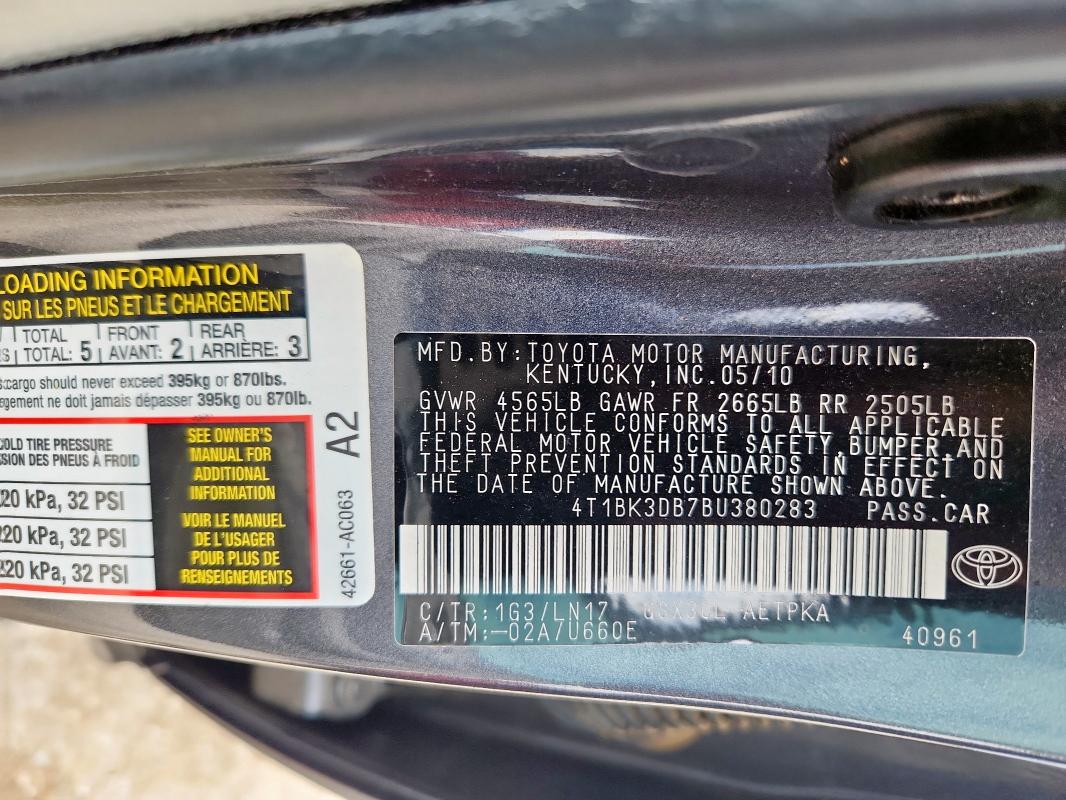 LOADING INFORMATION
SUR LES PNEUS ET LE CHARGEMENT
TOTAL FRONT REAR
TOTAL: 5 AVANT: 2 ARRIÈRE: 3
cargo should never exceed 395kg or 870lbs.
ne doit jamais dépasser 395kg ou 870lb.
COLD TIRE PRESSURE
DES PNEUS À FROID
220 kPa, 32 PSI
220 kPa, 32 PSI
220 kPa, 32 PSI
SEE OWNER'S
MANUAL FOR
ADDITIONAL
INFORMATION
VOIR LE MANUEL
DE L'USAGER
POUR PLUS DE
RENSEIGNEMENTS
A2
42661-AC063
MFD. BY: TOYOTA MOTOR MANUFACTURING,
KENTUCKY, INC. 05/10
GVWR 4565LB GAWR FR 2665LB RR 2505LB
THIS VEHICLE CONFORMS TO ALL APPLICABLE
FEDERAL MOTOR VEHICLE SAFETY, BUMPER, AND
THEFT PREVENTION STANDARDS IN EFFECT ON
THE DATE OF MANUFACTURE SHOWN ABOVE.
4T1BK3DB7BU380283 PASS.CAR
C/TR: 1G3/LN17 AETPKA
A/TM:-02A/U660E 40961